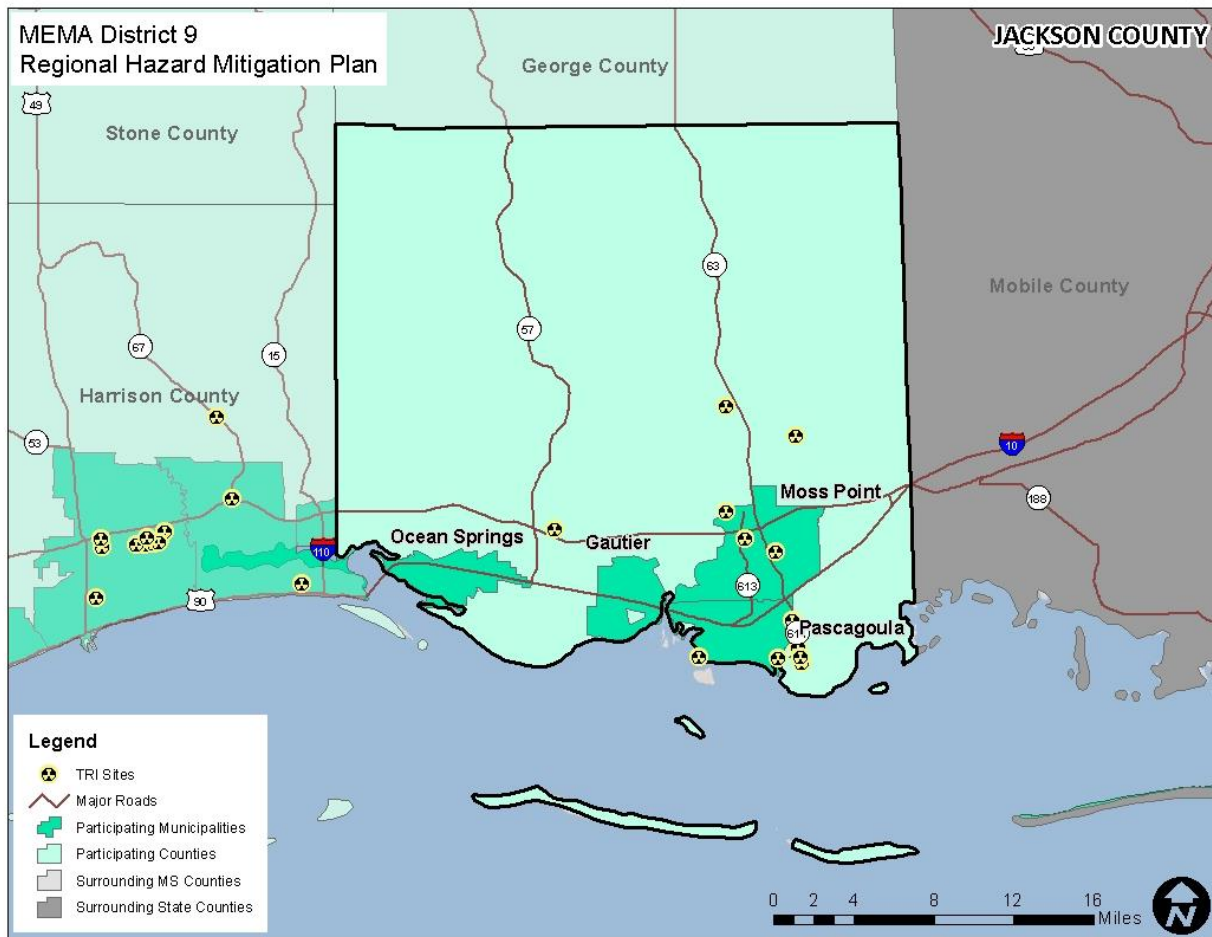 MEMA District 9
Regional Hazard Mitigation Plan
JACKSON COUNTY
George County
49
Stone County
63
Mobile County
57
67
15
Harrison County
53
10
Moss Point
188
Ocean Springs
Gautier
110
613
90
Pascagoula
Legend
TRI Sites
Major Roads
Participating Municipalities
Participating Counties
Surrounding MS Counties
Surrounding State Counties
0 2 4 8 12 16
Miles
N